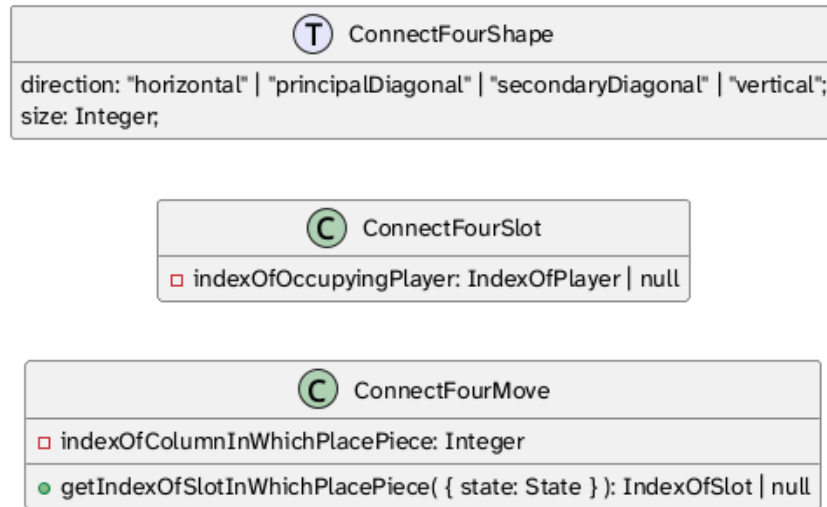 T ConnectFourShape
direction: "horizontal" | "principalDiagonal" | "secondaryDiagonal" | "vertical";
size: Integer;
C ConnectFourSlot
indexOfOccupyingPlayer: IndexOfPlayer | null
C ConnectFourMove
indexOfColumnInWhichPlacePiece: Integer
getIndexOfSlotInWhichPlacePiece( { state: State } ): IndexOfSlot | null